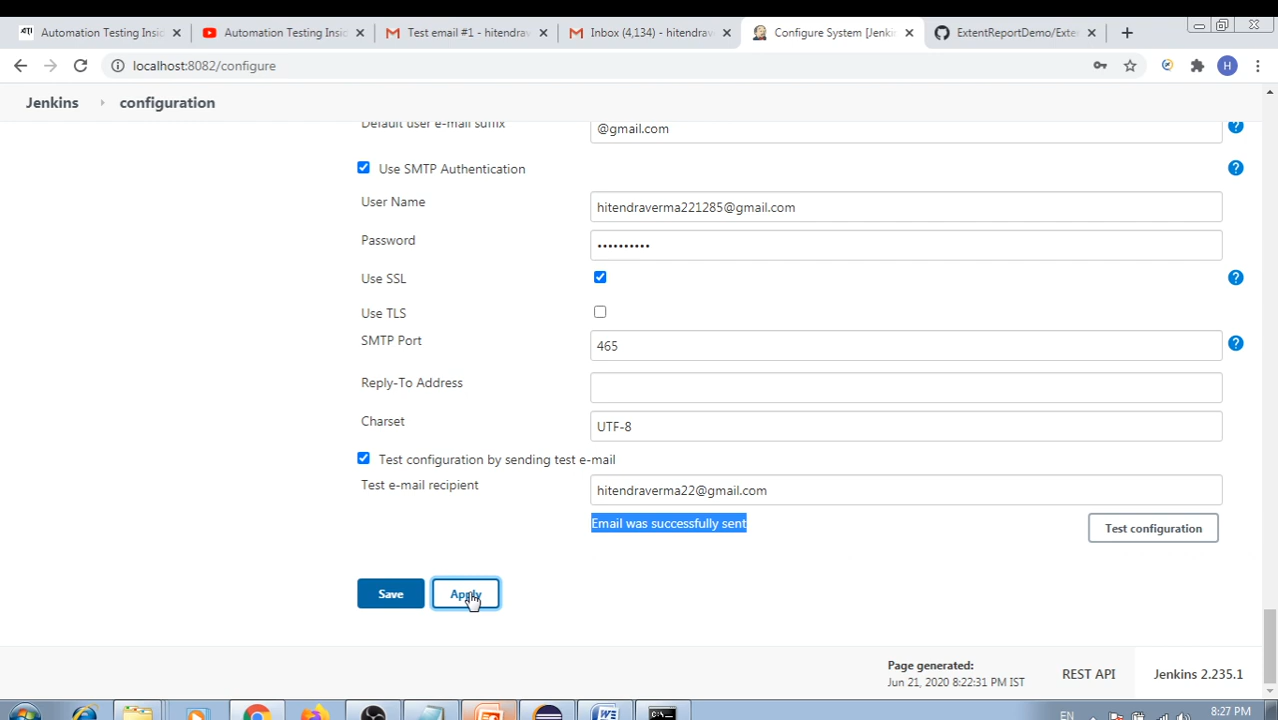 ATI Automation Testing Insi
Automation Testing Insi
Test email #1 - hitendra
Inbox (4,134) - hitendrav
Configure System [Jenki
ExtentReportDemo/Exte
localhost:8082/configure
H
Jenkins
configuration
Default user e-mail suffix
@gmail.com
?
Use SMTP Authentication
?
User Name
hitendraverma221285@gmail.com
Password
••••••••••
Use SSL
?
Use TLS
SMTP Port
465
?
Reply-To Address
Charset
UTF-8
Test configuration by sending test e-mail
Test e-mail recipient
hitendraverma22@gmail.com
Email was successfully sent
Test configuration
Save
Apply
Page generated:
Jun 21, 2020 8:22:31 PM IST
REST API
Jenkins 2.235.1
EN
8:27 PM